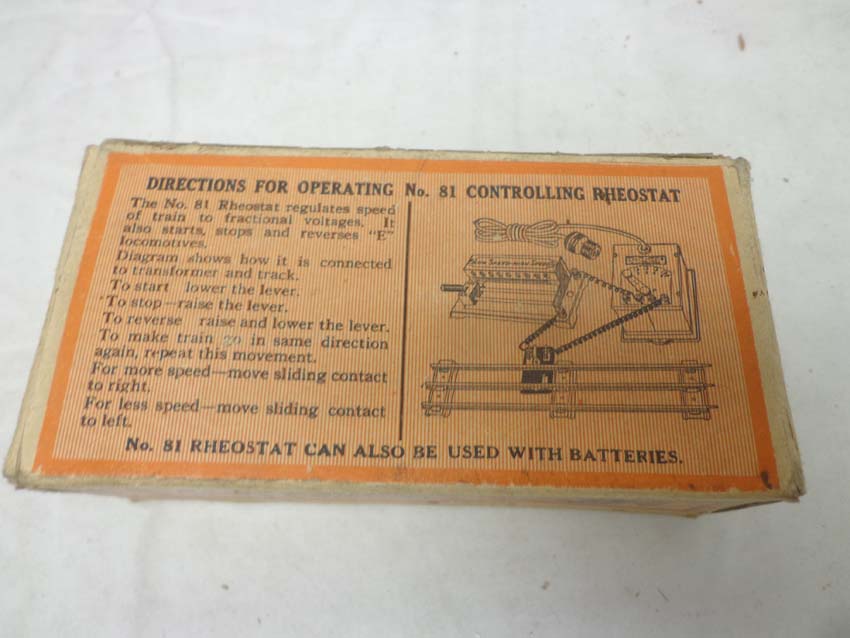 DIRECTIONS FOR OPERATING No. 81 CONTROLLING RHEOSTAT
The No. 81 Rheostat regulates speed
of train to fractional voltages. It
also starts, stops and reverses "E"
locomotives.
Diagram shows how it is connected
to transformer and track.
To start lower the lever.
To stop—raise the lever.
To reverse raise and lower the lever.
To make train go in same direction
again, repeat this movement.
For more speed—move sliding contact
to right.
For less speed—move sliding contact
to left.
No. 81 RHEOSTAT CAN ALSO BE USED WITH BATTERIES.